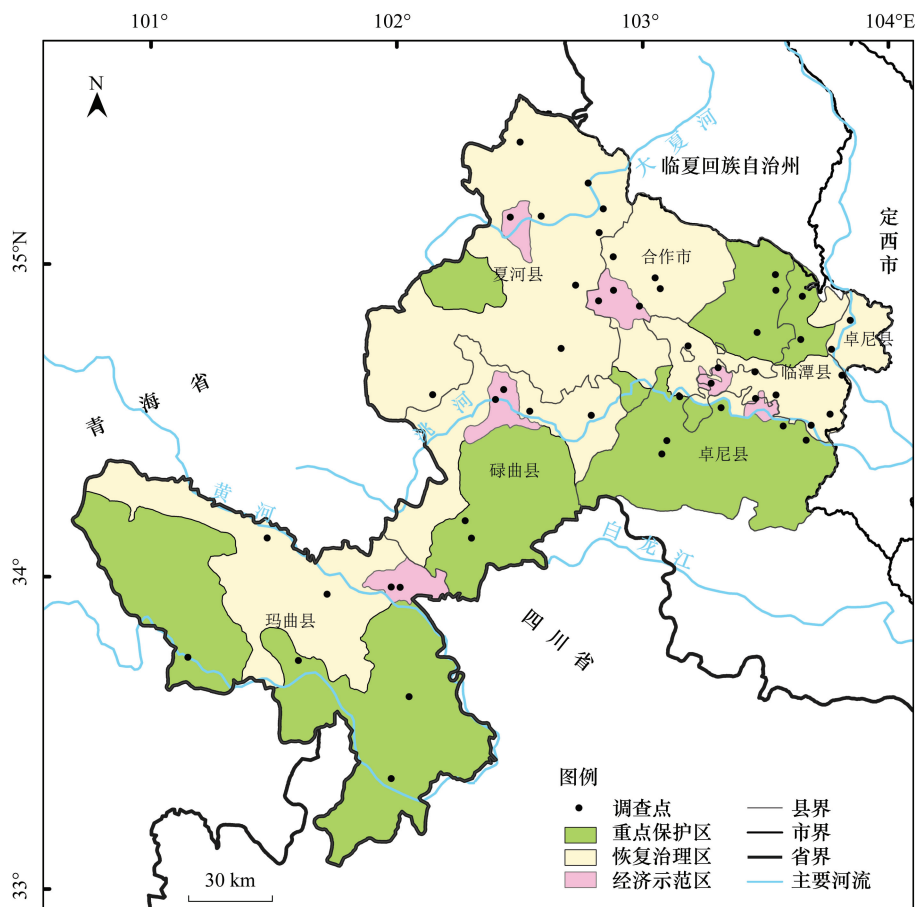 101°
102°
103°
104°E
N
35°N
34°
33°
大夏河
临夏回族自治州
定西市
合作市
夏河县
卓尼县
临潭县
青海省
洮河
碌曲县
卓尼县
黄河
白龙江
玛曲县
四川省
图例
调查点
县界
重点保护区
市界
恢复治理区
省界
经济示范区
主要河流
30 km